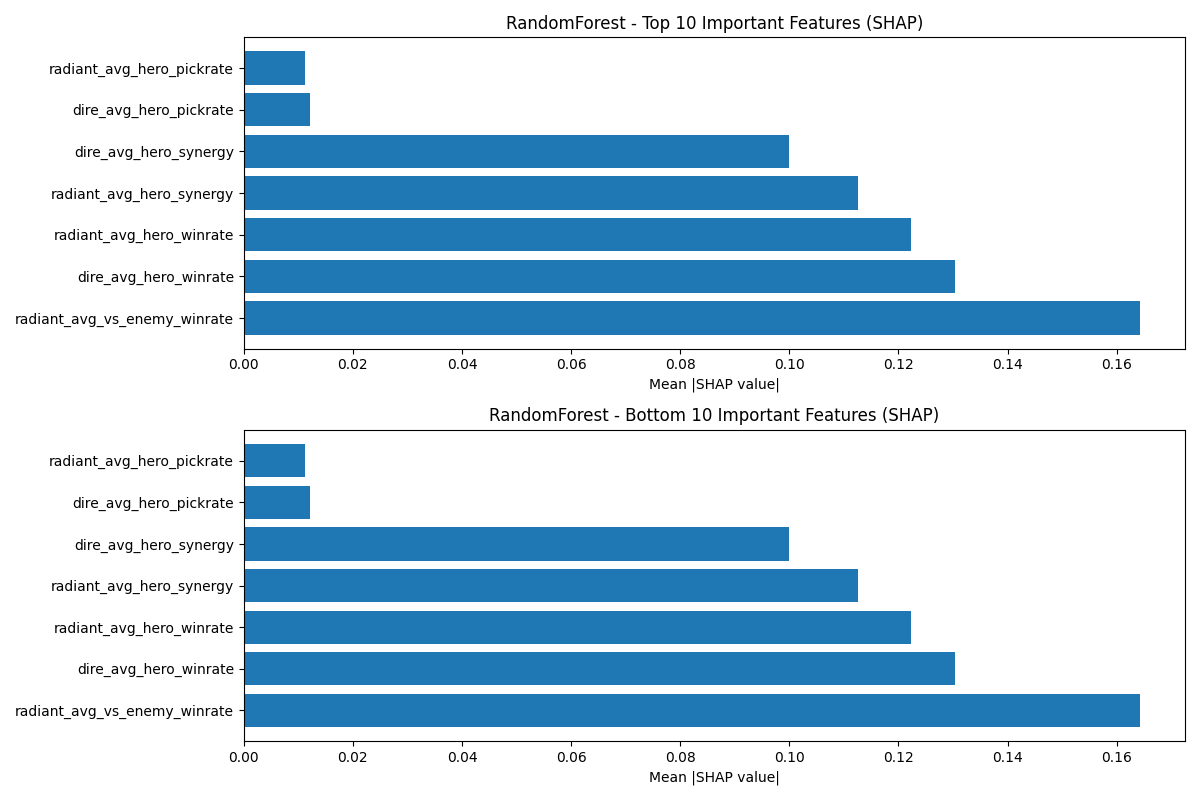 RandomForest - Top 10 Important Features (SHAP)
radiant_avg_hero_pickrate
dire_avg_hero_pickrate
dire_avg_hero_synergy
radiant_avg_hero_synergy
radiant_avg_hero_winrate
dire_avg_hero_winrate
radiant_avg_vs_enemy_winrate
0.00 0.02 0.04 0.06 0.08 0.10 0.12 0.14 0.16
Mean |SHAP value|
RandomForest - Bottom 10 Important Features (SHAP)
radiant_avg_hero_pickrate
dire_avg_hero_pickrate
dire_avg_hero_synergy
radiant_avg_hero_synergy
radiant_avg_hero_winrate
dire_avg_hero_winrate
radiant_avg_vs_enemy_winrate
0.00 0.02 0.04 0.06 0.08 0.10 0.12 0.14 0.16
Mean |SHAP value|